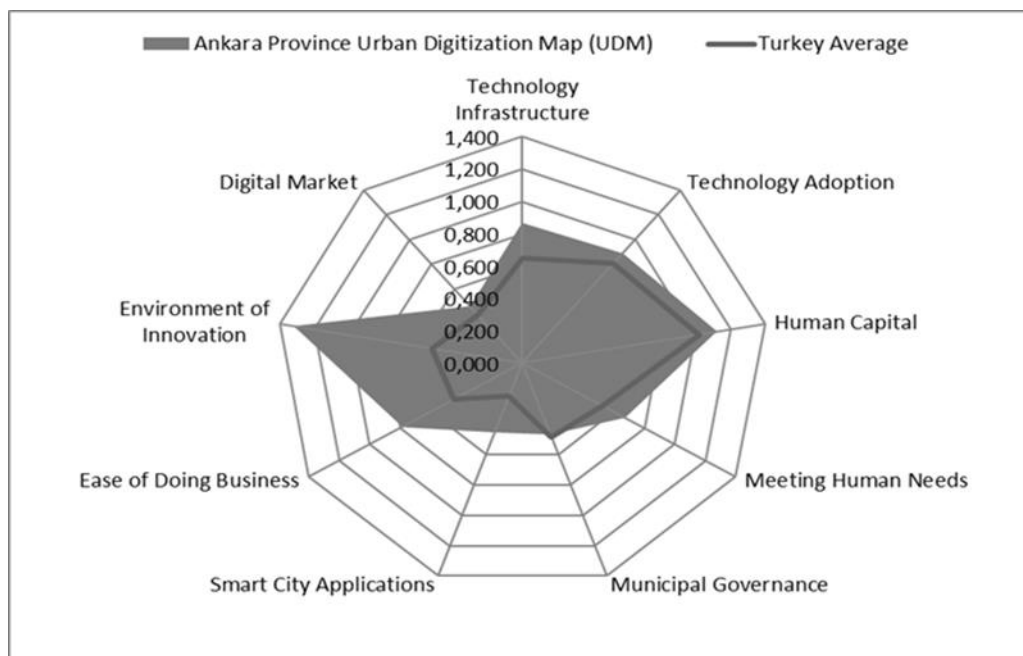 Ankara Province Urban Digitization Map (UDM)
Turkey Average
Technology
Infrastructure
1,400
1,200
1,000
0,800
0,600
0,400
0,200
0,000
Technology Adoption
Human Capital
Meeting Human Needs
Municipal Governance
Smart City Applications
Ease of Doing Business
Environment of
Innovation
Digital Market